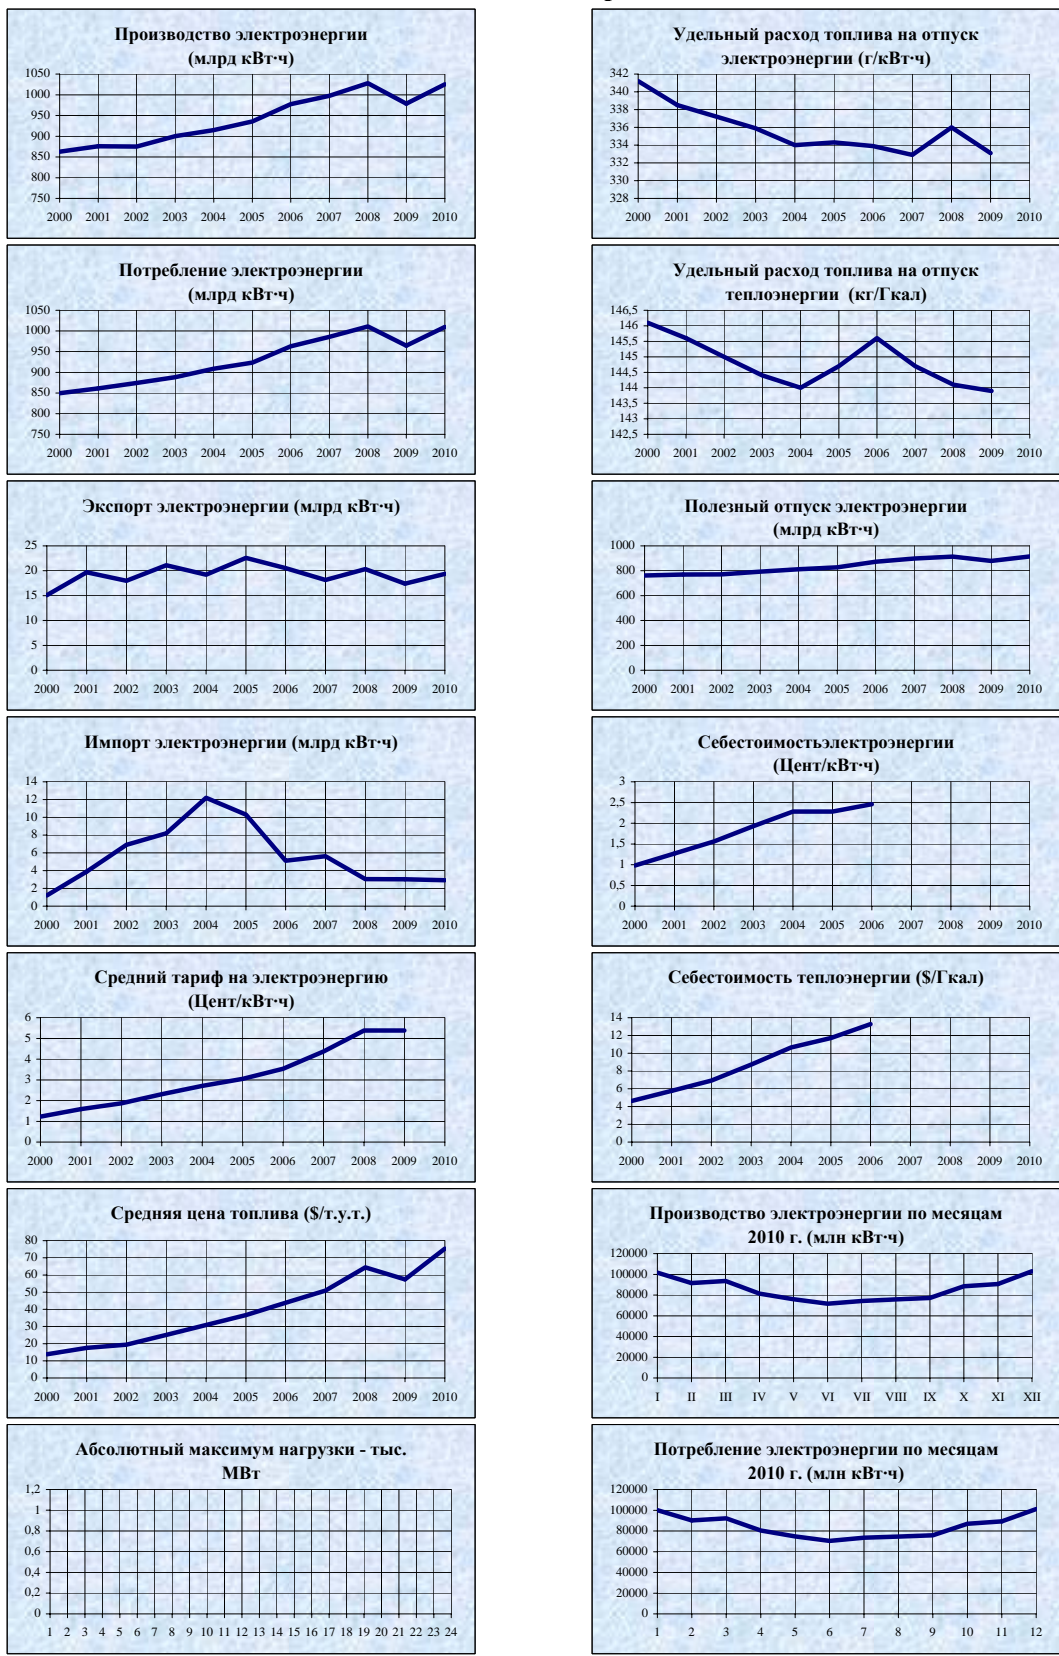 Производство электроэнергии
(млрд кВт·ч)
1050
1000
950
900
850
800
750
2000 2001 2002 2003 2004 2005 2006 2007 2008 2009 2010
Удельный расход топлива на отпуск
электроэнергии (г/кВт·ч)
342
340
338
336
334
332
330
328
2000 2001 2002 2003 2004 2005 2006 2007 2008 2009 2010
Потребление электроэнергии
(млрд кВт·ч)
1050
1000
950
900
850
800
750
2000 2001 2002 2003 2004 2005 2006 2007 2008 2009 2010
Удельный расход топлива на отпуск
теплоэнергии (кг/Гкал)
146,5
146
145,5
145
144,5
144
143,5
143
142,5
2000 2001 2002 2003 2004 2005 2006 2007 2008 2009 2010
Экспорт электроэнергии (млрд кВт·ч)
25
20
15
10
5
0
2000 2001 2002 2003 2004 2005 2006 2007 2008 2009 2010
Полезный отпуск электроэнергии
(млрд кВт·ч)
1000
800
600
400
200
0
2000 2001 2002 2003 2004 2005 2006 2007 2008 2009 2010
Импорт электроэнергии (млрд кВт·ч)
14
12
10
8
6
4
2
0
2000 2001 2002 2003 2004 2005 2006 2007 2008 2009 2010
Себестоимостьэлектроэнергии
(Цент/кВт·ч)
3
2,5
2
1,5
1
0,5
0
2000 2001 2002 2003 2004 2005 2006 2007 2008 2009 2010
Средний тариф на электроэнергию
(Цент/кВт·ч)
6
5
4
3
2
1
0
2000 2001 2002 2003 2004 2005 2006 2007 2008 2009 2010
Себестоимость теплоэнергии ($/Гкал)
14
12
10
8
6
4
2
0
2000 2001 2002 2003 2004 2005 2006 2007 2008 2009 2010
Средняя цена топлива ($/т.у.т.)
80
70
60
50
40
30
20
10
0
2000 2001 2002 2003 2004 2005 2006 2007 2008 2009 2010
Производство электроэнергии по месяцам
2010 г. (млн кВт·ч)
120000
100000
80000
60000
40000
20000
0
I II III IV V VI VII VIII IX X XI XII
Абсолютный максимум нагрузки - тыс.
МВт
1,2
1
0,8
0,6
0,4
0,2
0
1 2 3 4 5 6 7 8 9 10 11 12 13 14 15 16 17 18 19 20 21 22 23 24
Потребление электроэнергии по месяцам
2010 г. (млн кВт·ч)
120000
100000
80000
60000
40000
20000
0
1 2 3 4 5 6 7 8 9 10 11 12